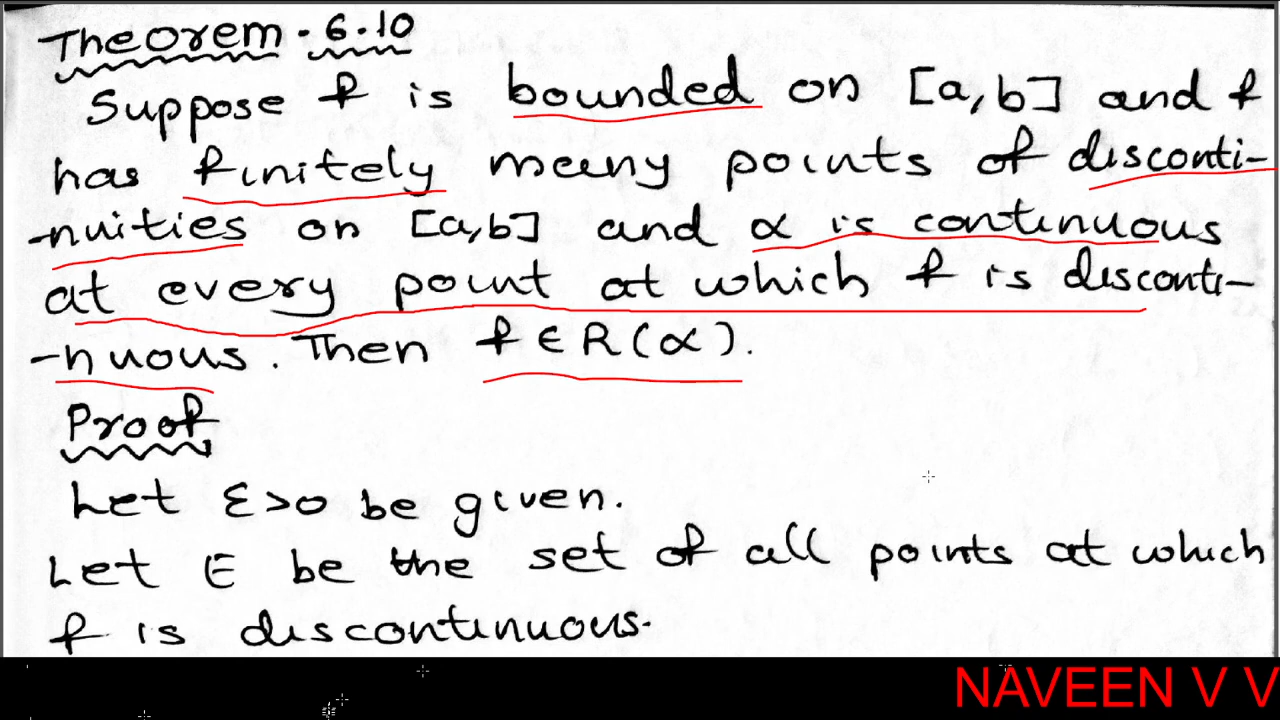 Theorem. 6.10
Suppose f is bounded on [a,b] and f
has finitely many points of disconti-
-nuities on [a,b] and α is continuous
at every point at which f is disconti-
-nuous. Then f ∈ R(α).
Proof
Let ε>0 be given.
Let E be the set of all points at which
f is discontinuous.
NAVEEN V V